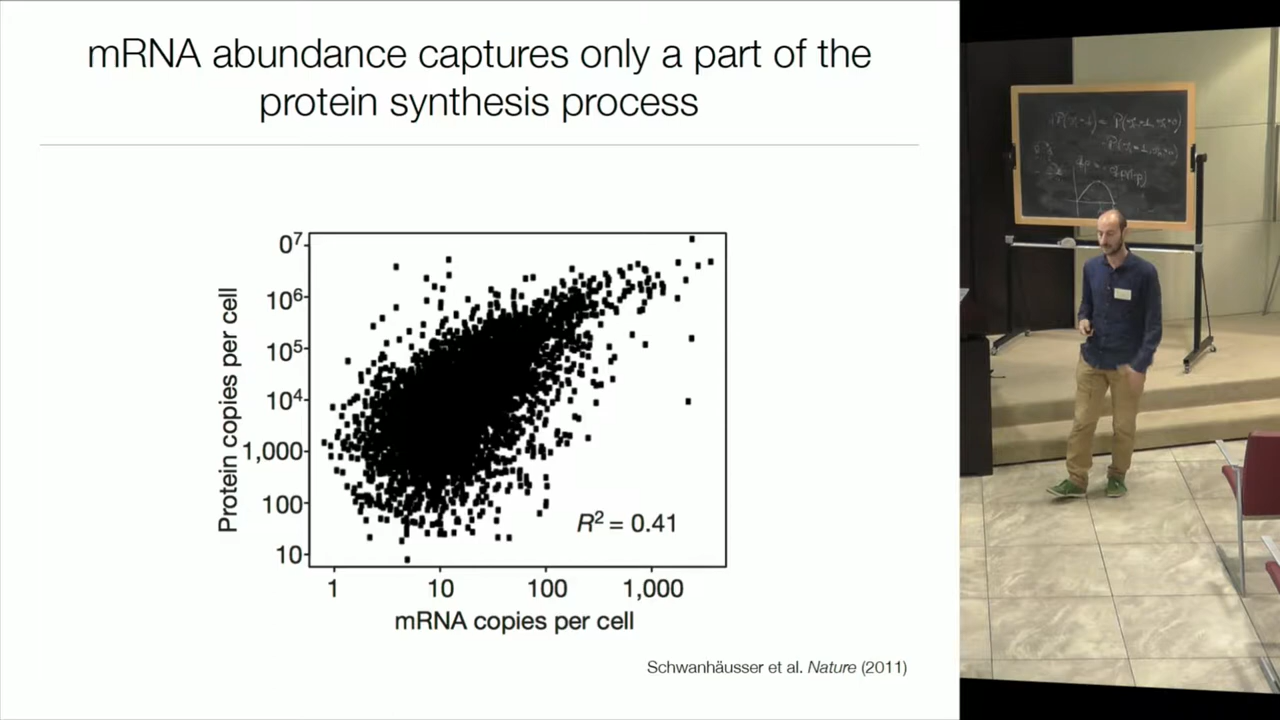 mRNA abundance captures only a part of the
protein synthesis process
Protein copies per cell
0⁷
10⁶
10⁵
10⁴
1,000
100
10
R² = 0.41
1
10
100
1,000
mRNA copies per cell
Schwanhäusser et al. Nature (2011)